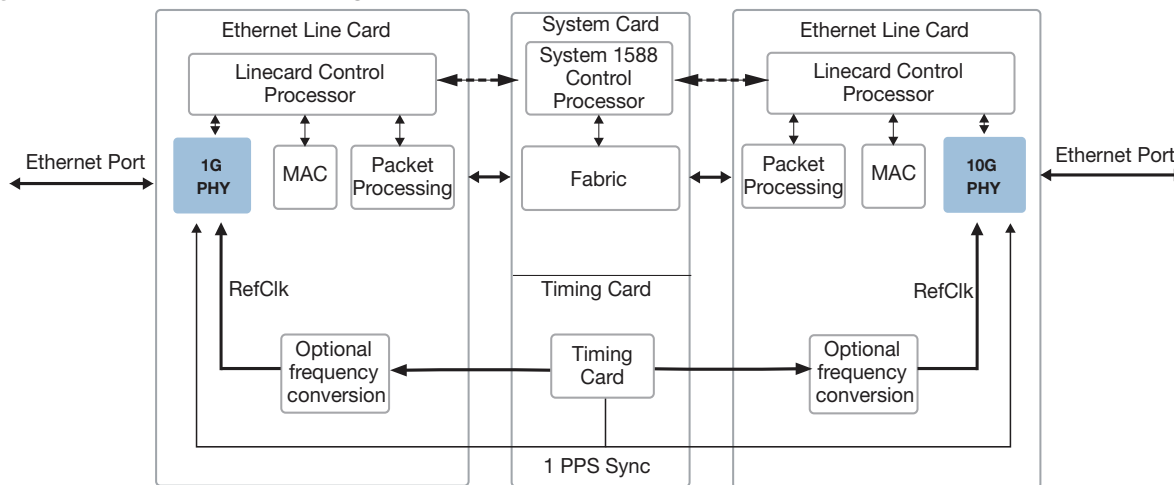 Ethernet Line Card
System Card
Ethernet Line Card
Linecard Control
Processor
System 1588
Control
Processor
Linecard Control
Processor
Ethernet Port
1G
PHY
MAC
Packet
Processing
Fabric
Packet
Processing
MAC
10G
PHY
Ethernet Port
RefClk
Timing Card
RefClk
Optional
frequency
conversion
Timing
Card
Optional
frequency
conversion
1 PPS Sync